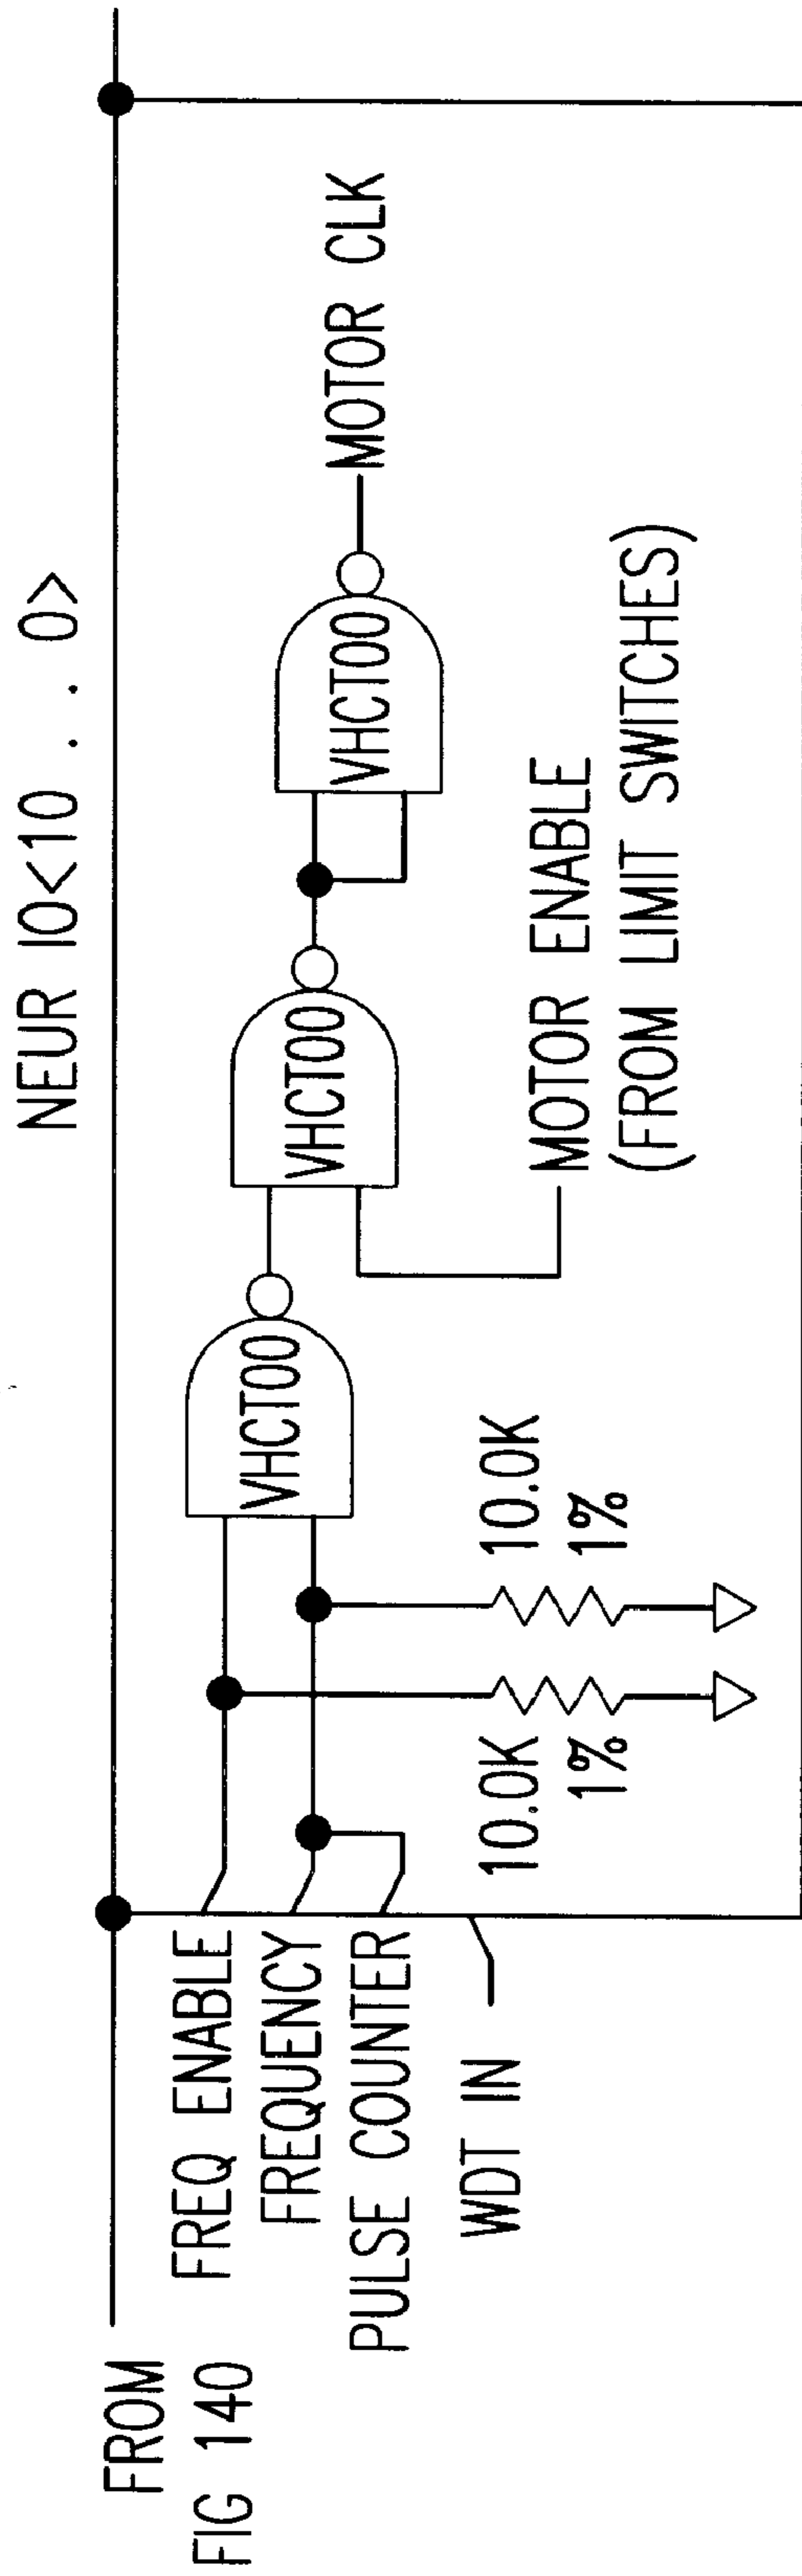 NEUR IO<10 . . . 0>
FROM
FIG 140
FREQ ENABLE
FREQUENCY
PULSE COUNTER
WDT IN
10.0K
1%
10.0K
1%
VHCT00
VHCT00
VHCT00
MOTOR CLK
MOTOR ENABLE
(FROM LIMIT SWITCHES)